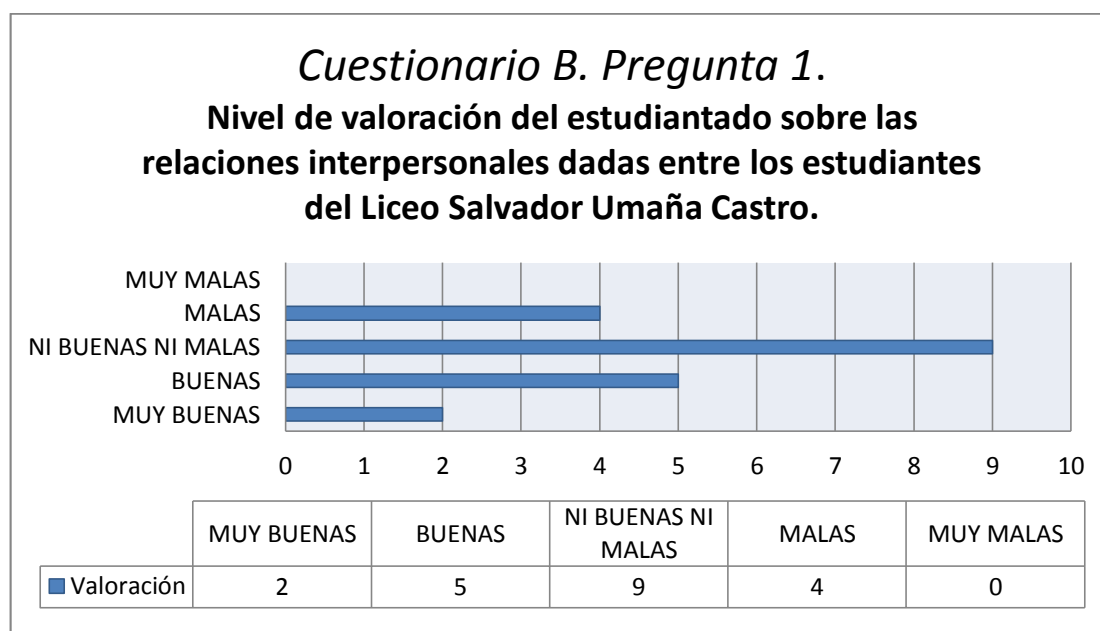 Cuestionario B. Pregunta 1.
Nivel de valoración del estudiantado sobre las
relaciones interpersonales dadas entre los estudiantes
del Liceo Salvador Umaña Castro.
MUY MALAS
MALAS
NI BUENAS NI MALAS
BUENAS
MUY BUENAS
0 1 2 3 4 5 6 7 8 9 10
MUY BUENAS BUENAS NI BUENAS NI MALAS MALAS MUY MALAS
Valoración 2 5 9 4 0